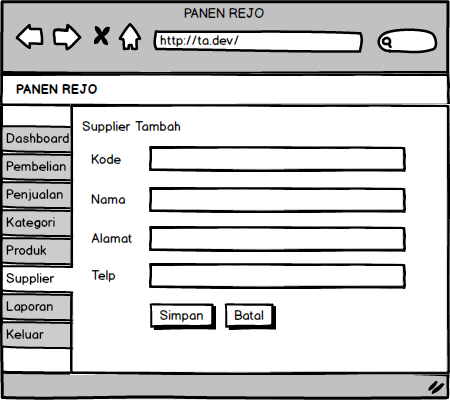 PANEN REJO
http://ta.dev/
PANEN REJO
Dashboard
Pembelian
Penjualan
Kategori
Produk
Supplier
Laporan
Keluar
Supplier Tambah
Kode
Nama
Alamat
Telp
Simpan Batal